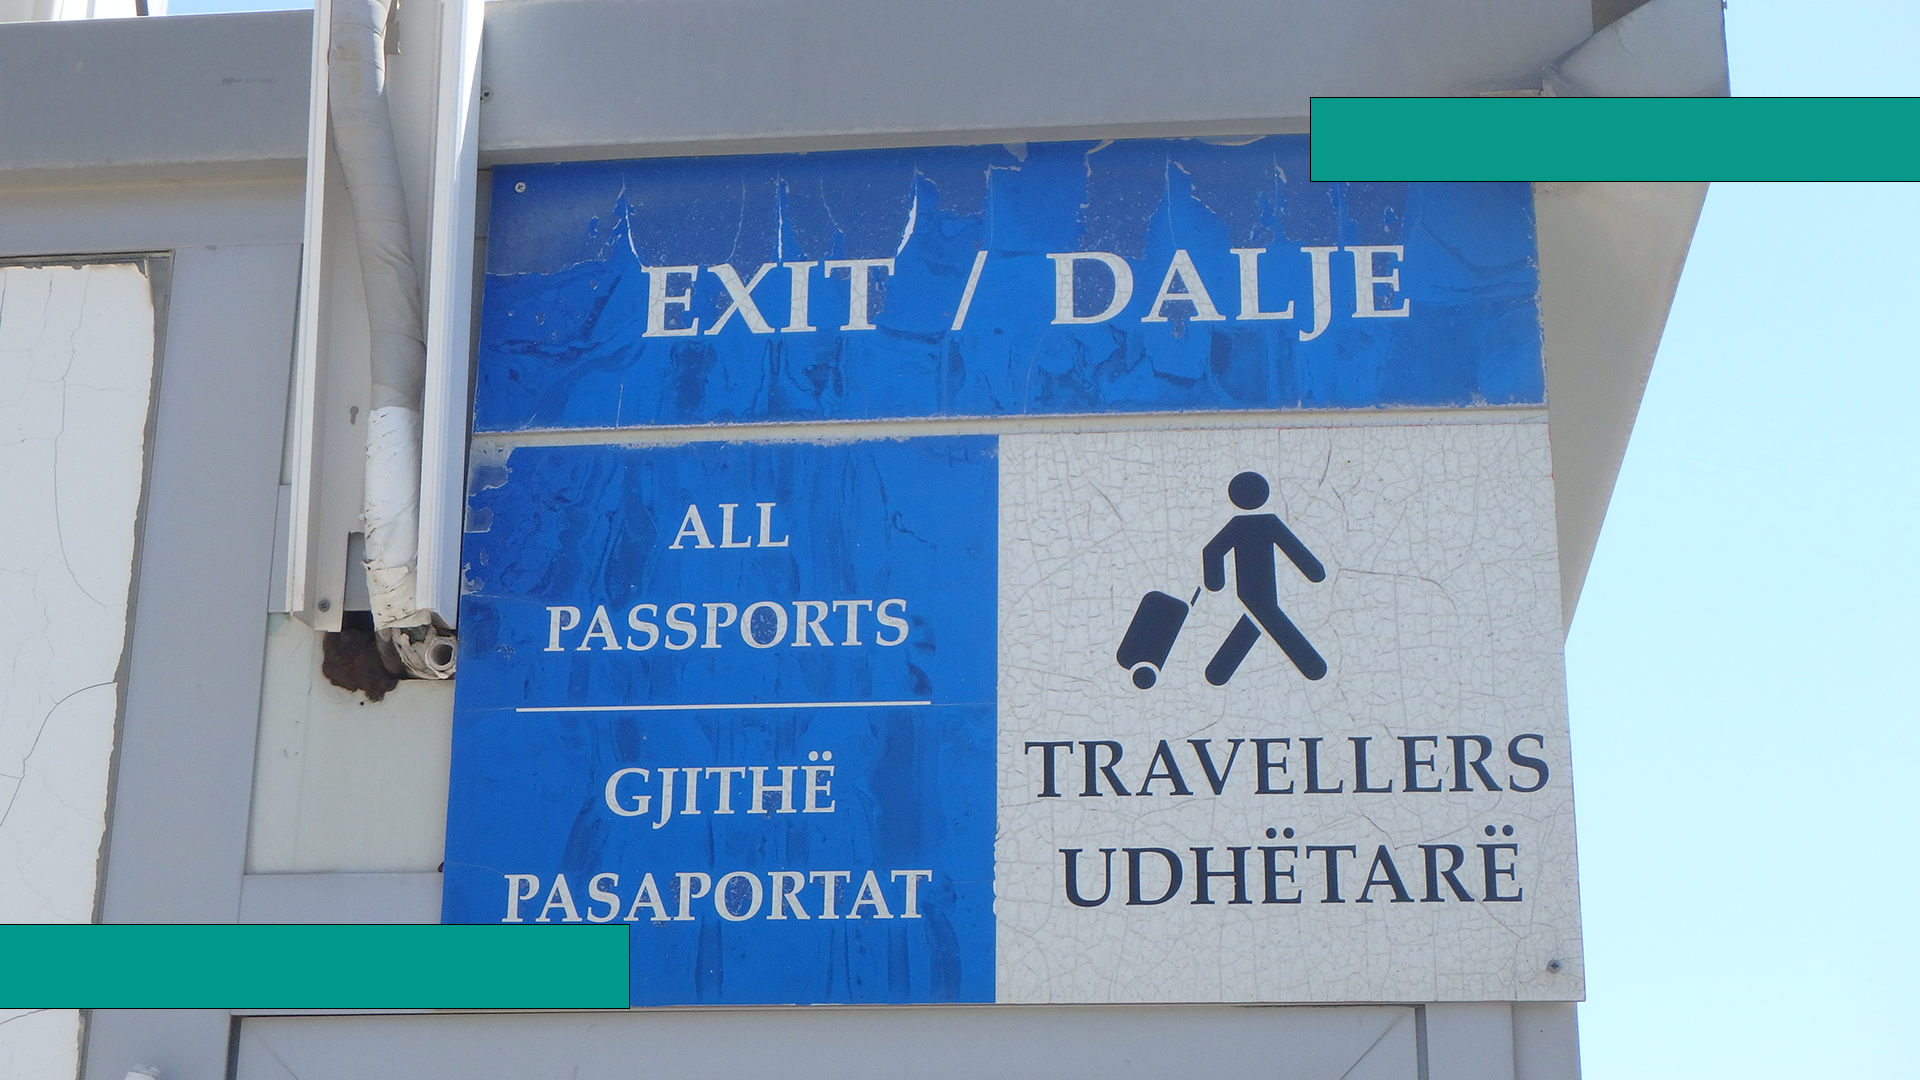 EXIT / DALJE
ALL
PASSPORTS
GJITHË
PASAPORTAT
TRAVELLERS
UDHËTARË